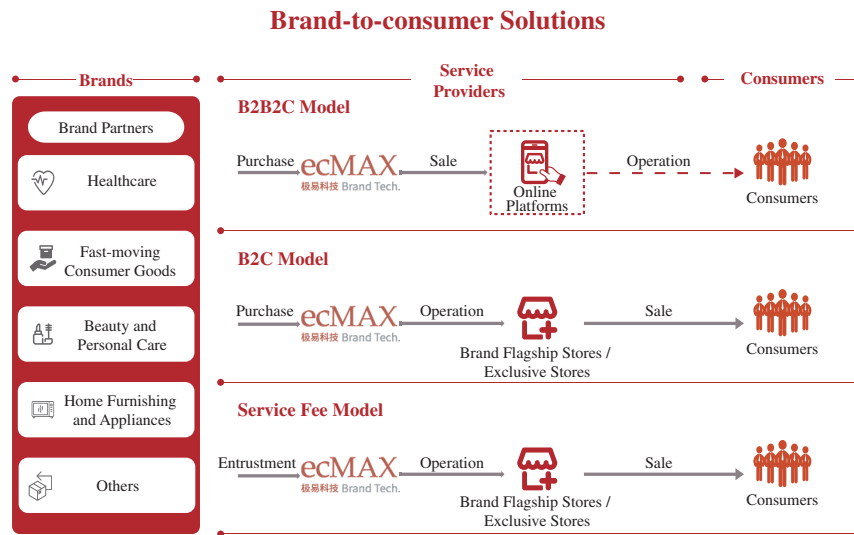 Brand-to-consumer Solutions
Brands
Service
Providers
Consumers
Brand Partners
Healthcare
Fast-moving
Consumer Goods
Beauty and
Personal Care
Home Furnishing
and Appliances
Others
B2B2C Model
Purchase
ecMAX
极易科技 Brand Tech.
Sale
Online
Platforms
Operation
Consumers
B2C Model
Purchase
ecMAX
极易科技 Brand Tech.
Operation
Brand Flagship Stores /
Exclusive Stores
Sale
Consumers
Service Fee Model
Entrustment
ecMAX
极易科技 Brand Tech.
Operation
Brand Flagship Stores /
Exclusive Stores
Sale
Consumers